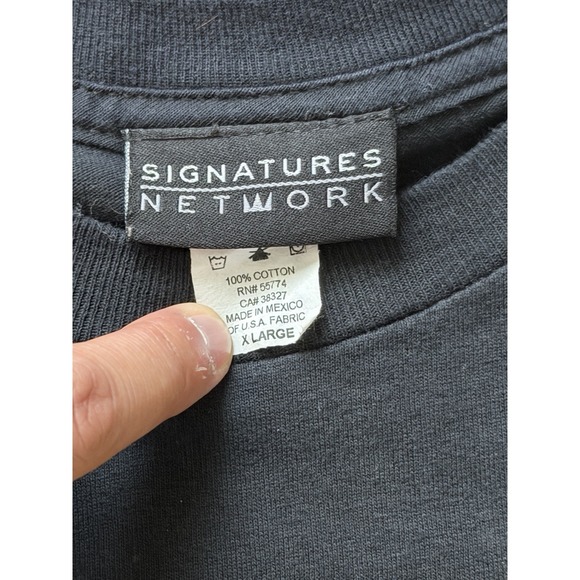 SIGNATURES
NETWORK
100% COTTON
RN# 55774
CA# 38327
MADE IN MEXICO
OF U.S.A. FABRIC
X LARGE